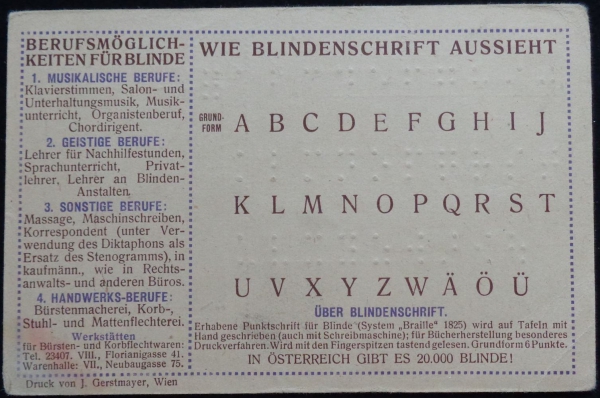 BERUFSMÖGLICH-
KEITEN FÜR BLINDE
1. MUSIKALISCHE BERUFE:
Klavierstimmen, Salon- und
Unterhaltungsmusik, Musik-
unterricht, Organistenberuf,
Chordirigent.
2. GEISTIGE BERUFE:
Lehrer für Nachhilfestunden,
Sprachunterricht, Privat-
lehrer, Lehrer an Blinden-
Anstalten.
3. SONSTIGE BERUFE:
Massage, Maschinschreiben,
Korrespondent (unter Ver-
wendung des Diktaphons als
Ersatz des Stenogramms), in
kaufmänn., wie in Rechts-
anwalts- und anderen Büros.
4. HANDWERKS-BERUFE:
Bürstenmacherei, Korb-,
Stuhl- und Mattenflechterei.
Werkstätten
für Bürsten- und Korbflechtwaren:
Tel. 23407. VIII., Florianigasse 41.
Warenhalle: VII., Neubaugasse 75.
Druck von J. Gerstmayer, Wien
WIE BLINDENSCHRIFT AUSSIEHT
GRUND-
FORM
A B C D E F G H I J
K L M N O P Q R S T
U V X Y Z W Ä Ö Ü
ÜBER BLINDENSCHRIFT.
Erhabene Punktschrift für Blinde (System „Braille" 1825) wird auf Tafeln mit
Hand geschrieben (auch mit Schreibmaschine); für Bücherherstellung besonderes
Druckverfahren. Wird mit den Fingerspitzen tastend gelesen. Grundform 6 Punkte.
IN ÖSTERREICH GIBT ES 20.000 BLINDE!